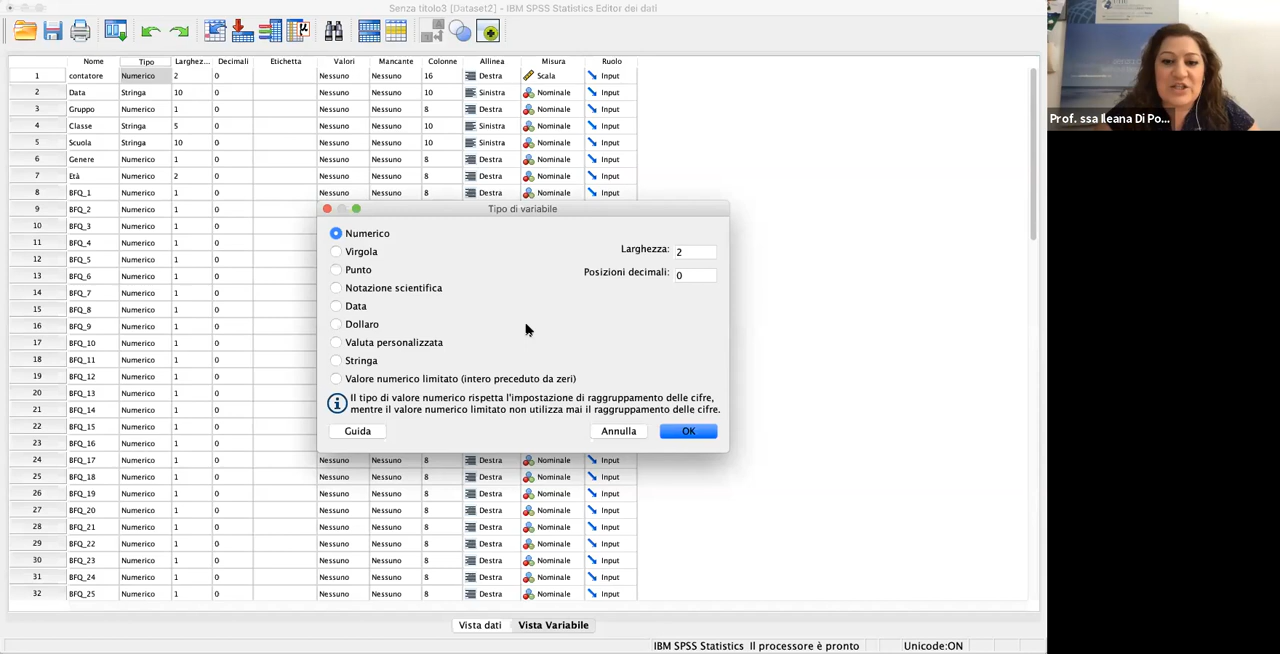 Senza titolo3 [Dataset2] - IBM SPSS Statistics Editor dei dati
Nome Tipo Larghez... Decimali Etichetta Valori Mancante Colonne Allinea Misura Ruolo
1 contatore Numerico 2 0 Nessuno Nessuno 16 Destra Scala Input
2 Data Stringa 10 0 Nessuno Nessuno 10 Sinistra Nominale Input
3 Gruppo Numerico 1 0 Nessuno Nessuno 8 Destra Nominale Input
4 Classe Stringa 5 0 Nessuno Nessuno 10 Sinistra Nominale Input
5 Scuola Stringa 10 0 Nessuno Nessuno 10 Sinistra Nominale Input
6 Genere Numerico 1 0 Nessuno Nessuno 8 Destra Nominale Input
7 Età Numerico 2 0 Nessuno Nessuno 8 Destra Nominale Input
8 BFQ_1 Numerico 1 0 Nessuno Nessuno 8 Destra Nominale Input
9 BFQ_2 Numerico 1 0
10 BFQ_3 Numerico 1 0
11 BFQ_4 Numerico 1 0
12 BFQ_5 Numerico 1 0
13 BFQ_6 Numerico 1 0
14 BFQ_7 Numerico 1 0
15 BFQ_8 Numerico 1 0
16 BFQ_9 Numerico 1 0
17 BFQ_10 Numerico 1 0
18 BFQ_11 Numerico 1 0
19 BFQ_12 Numerico 1 0
20 BFQ_13 Numerico 1 0
21 BFQ_14 Numerico 1 0
22 BFQ_15 Numerico 1 0
23 BFQ_16 Numerico 1 0
24 BFQ_17 Numerico 1 0 Nessuno Nessuno 8 Destra Nominale Input
25 BFQ_18 Numerico 1 0 Nessuno Nessuno 8 Destra Nominale Input
26 BFQ_19 Numerico 1 0 Nessuno Nessuno 8 Destra Nominale Input
27 BFQ_20 Numerico 1 0 Nessuno Nessuno 8 Destra Nominale Input
28 BFQ_21 Numerico 1 0 Nessuno Nessuno 8 Destra Nominale Input
29 BFQ_22 Numerico 1 0 Nessuno Nessuno 8 Destra Nominale Input
30 BFQ_23 Numerico 1 0 Nessuno Nessuno 8 Destra Nominale Input
31 BFQ_24 Numerico 1 0 Nessuno Nessuno 8 Destra Nominale Input
32 BFQ_25 Numerico 1 0 Nessuno Nessuno 8 Destra Nominale Input
Tipo di variabile
Numerico
Virgola
Punto
Notazione scientifica
Data
Dollaro
Valuta personalizzata
Stringa
Valore numerico limitato (intero preceduto da zeri)
Larghezza: 2
Posizioni decimali: 0
Il tipo di valore numerico rispetta l'impostazione di raggruppamento delle cifre,
mentre il valore numerico limitato non utilizza mai il raggruppamento delle cifre.
Guida Annulla OK
Vista dati Vista Variabile
IBM SPSS Statistics Il processore è pronto Unicode:ON
Prof. ssa Ileana Di Po...